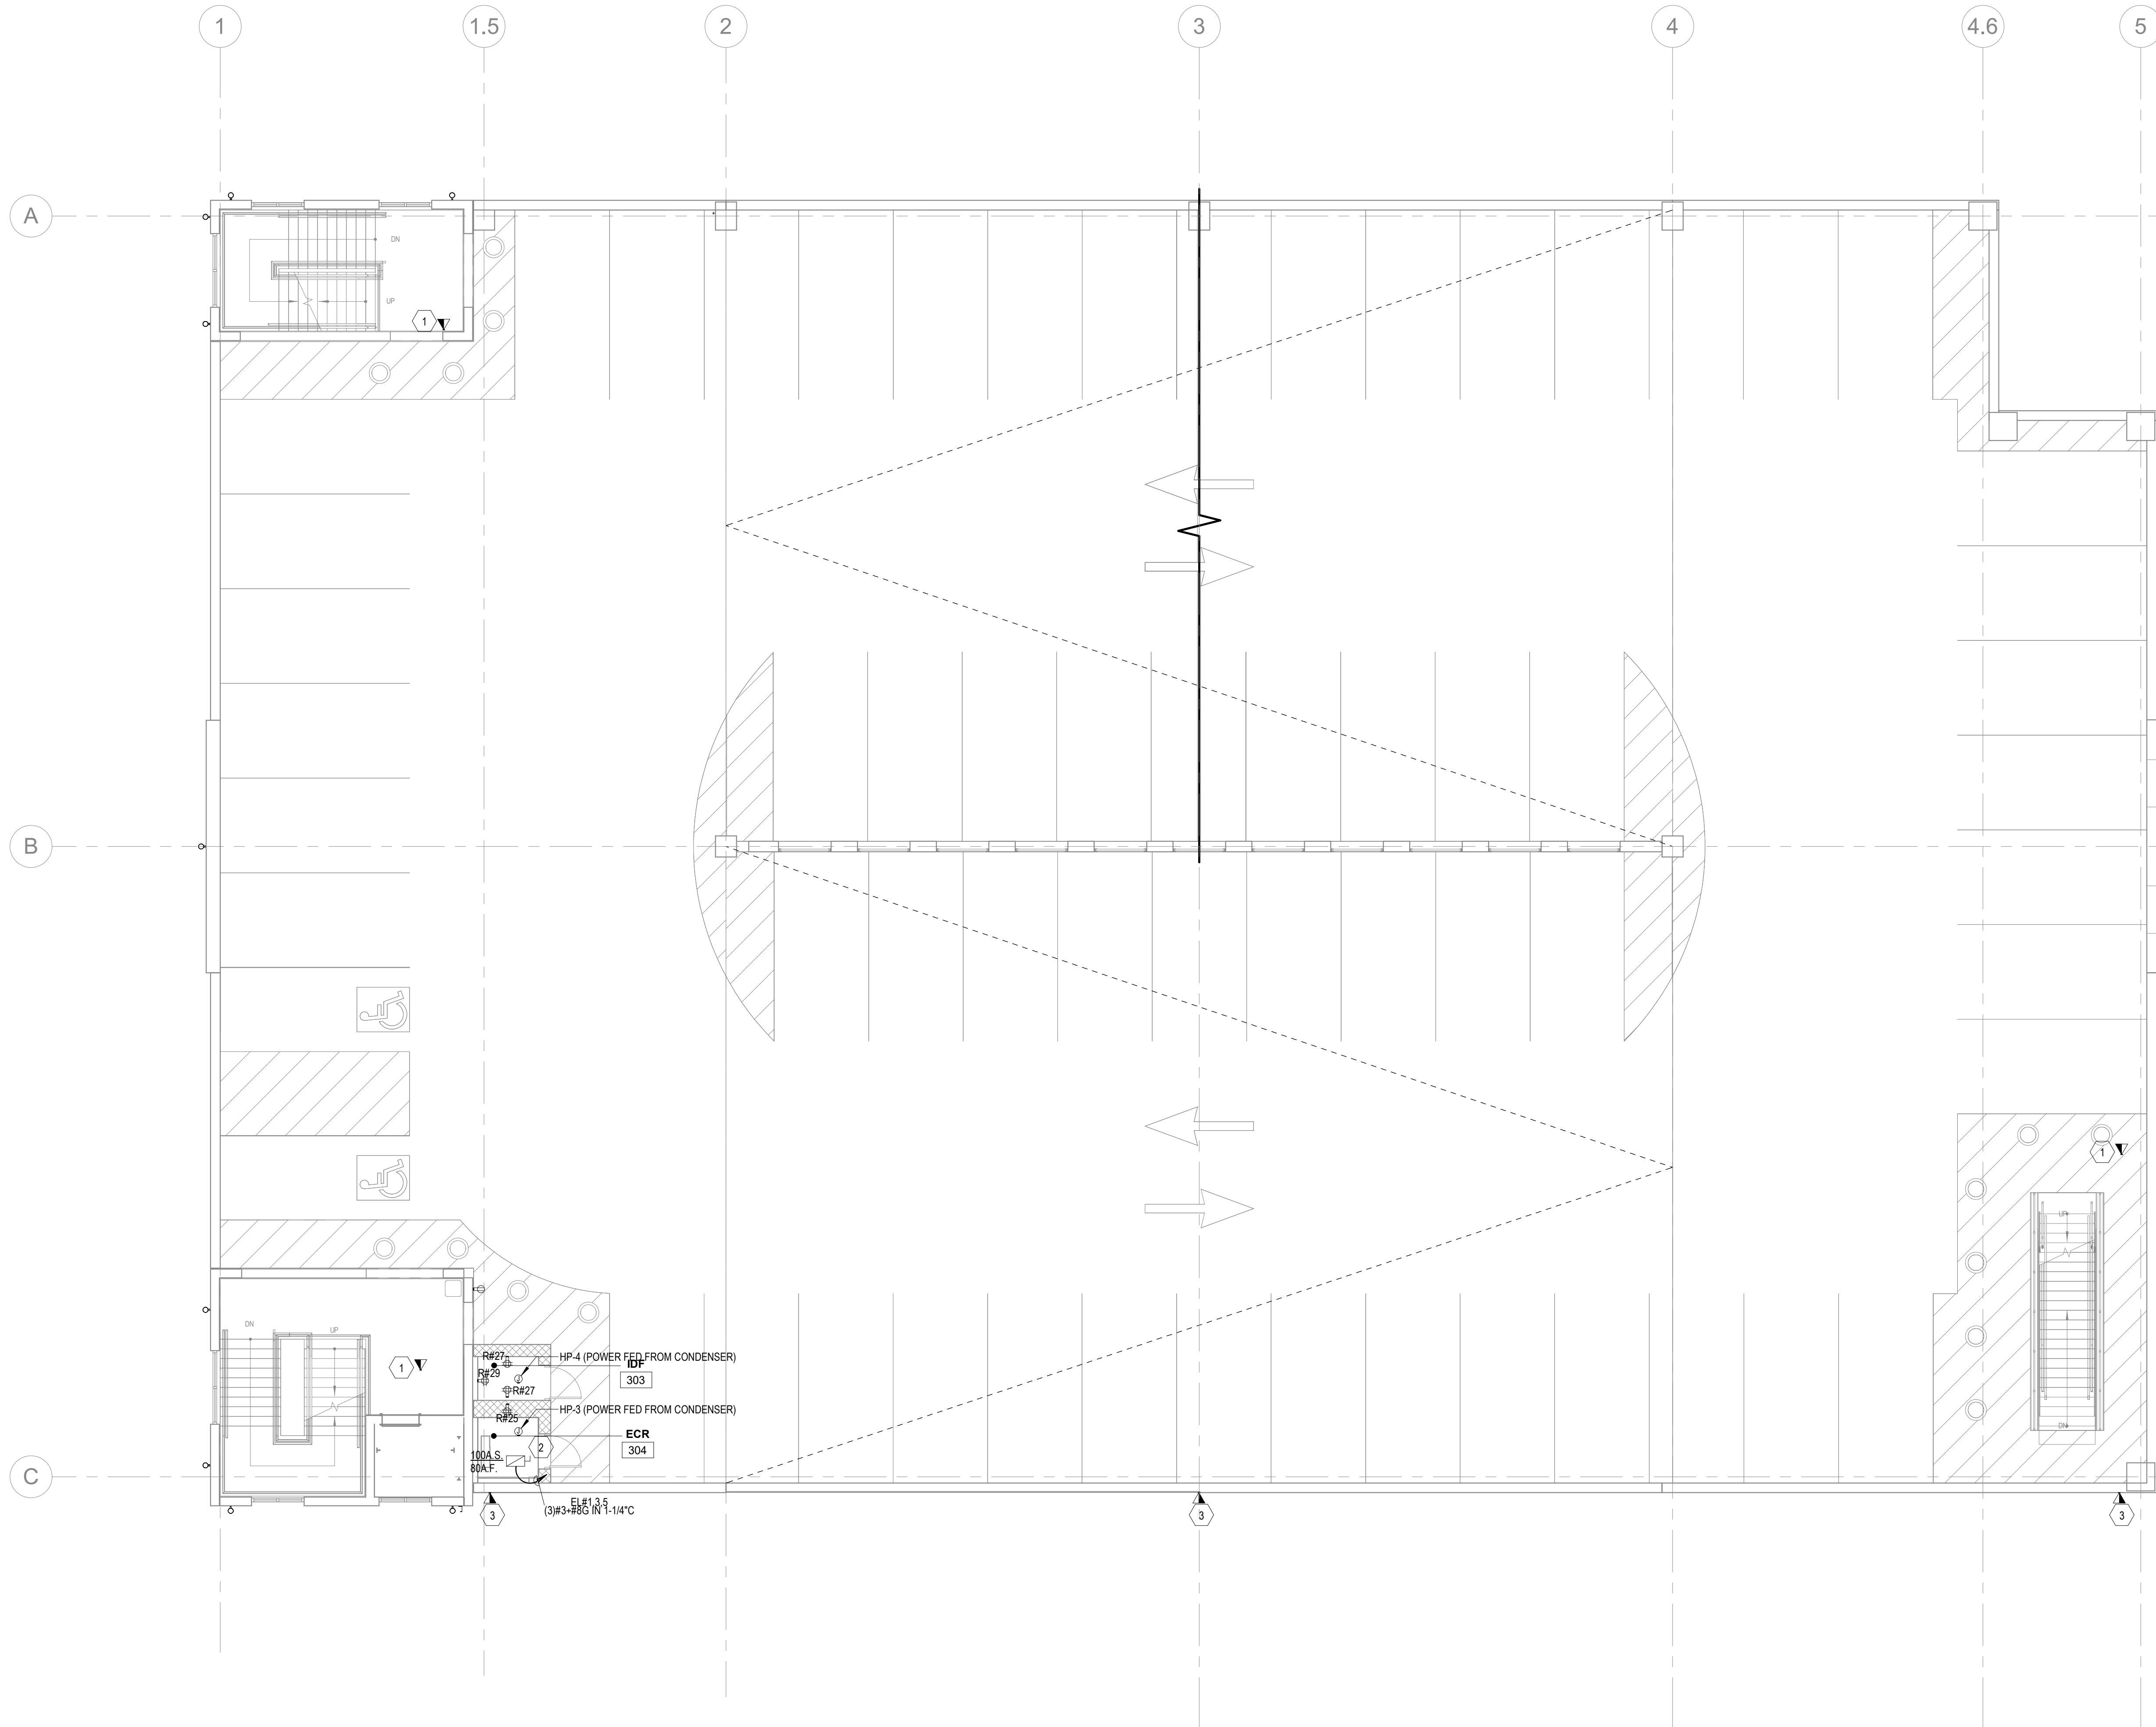 1
1.5
2
3
4
4.6
5
A
DN
UP
1
B
1
UP
DN
C
DN
UP
1
R#27
HP-4 (POWER FED FROM CONDENSER)
IDF
303
R#29
R#27
HP-3 (POWER FED FROM CONDENSER)
R#25
ECR
304
2
100A.S.
80A.F.
EL#1,3,5
(3)#3+#8G IN 1-1/4"C
3
3
3